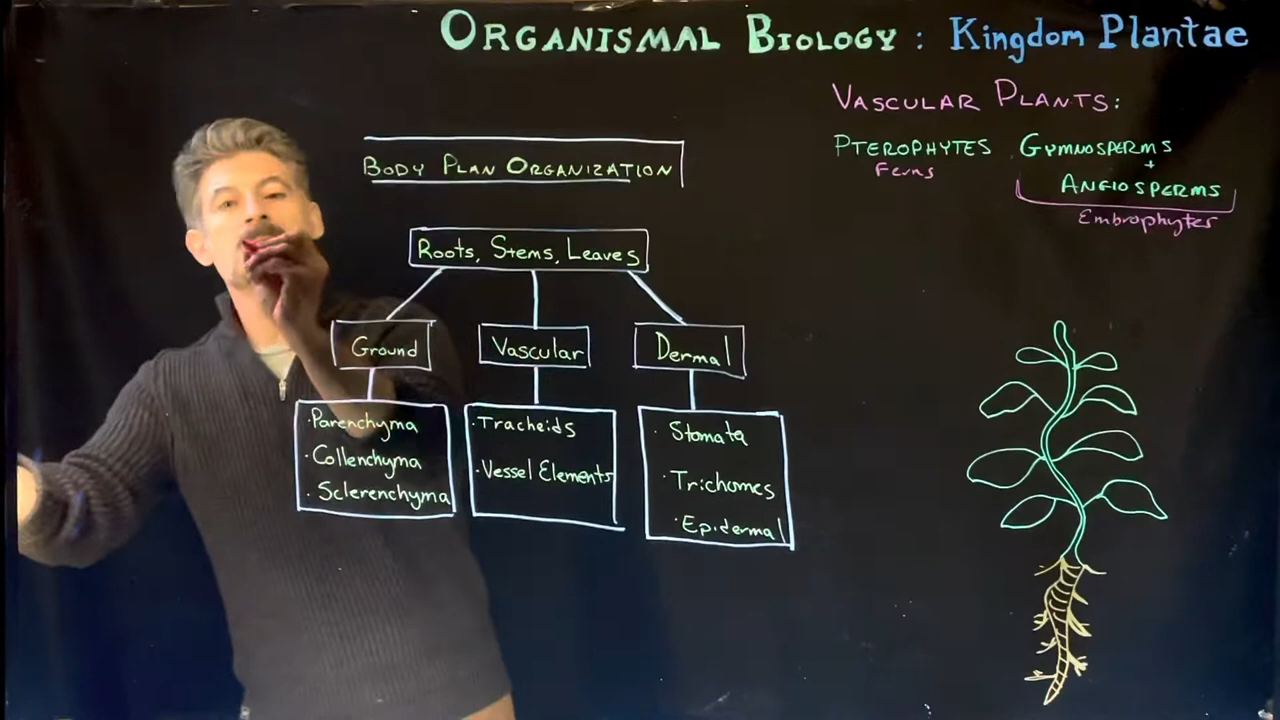 ORGANISMAL BIOLOGY: Kingdom Plantae
VASCULAR PLANTS:
PTEROPHYTES
Ferns
GYMNOSPERMS
+
ANGIOSPERMS
Embrophytes
BODY PLAN ORGANIZATION
Roots, Stems, Leaves
Ground
Vascular
Dermal
·Parenchyma
·Collenchyma
·Sclerenchyma
·Tracheids
·Vessel Elements
·Stomata
·Trichomes
·Epidermal